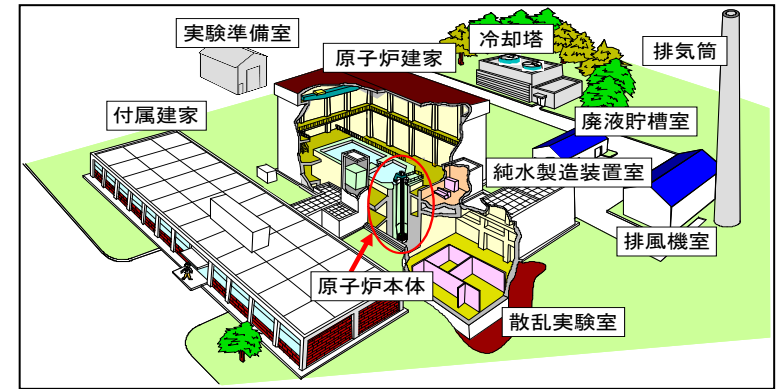 実験準備室
原子炉建家
冷却塔
排気筒
付属建家
廃液貯槽室
純水製造装置室
排風機室
原子炉本体
散乱実験室